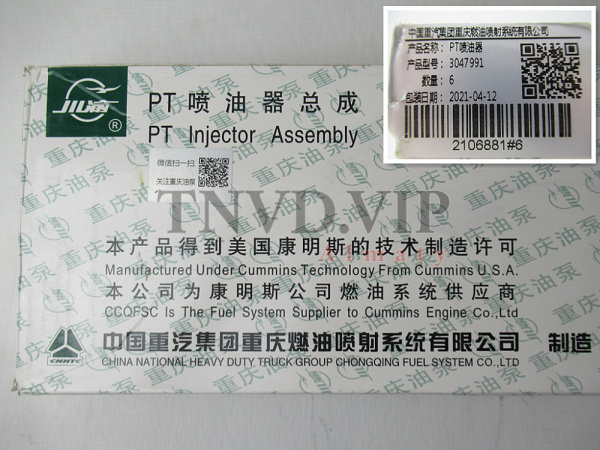 中国重汽集团重庆燃油喷射系统有限公司
产品名称: PT喷油器
产品型号: 3047991
数量: 6
包装日期: 2021-04-12
2106881#6
川渝
®
PT 喷油器总成
PT Injector Assembly
微信扫一扫
关注重庆油泵
TNVD.VIP
Almaty
本产品得到美国康明斯的技术制造许可
Manufactured Under Cummins Technology From Cummins U.S.A.
本公司为康明斯公司燃油系统供应商
CCQFSC Is The Fuel System Supplier to Cummins Engine Co.,Ltd
CNHTC
中国重汽集团重庆燃油喷射系统有限公司 制造
CHINA NATIONAL HEAVY DUTY TRUCK GROUP CHONGQING FUEL SYSTEM CO.,LTD
重庆油泵